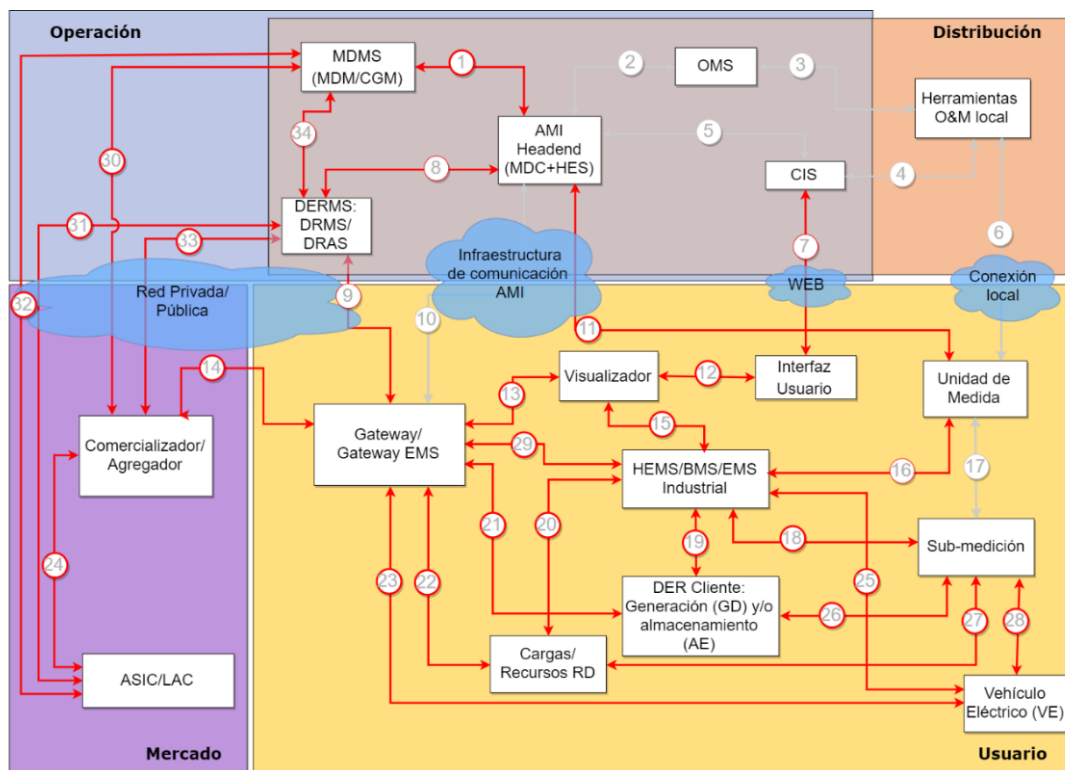 Operación
Distribución
MDMS
(MDM/CGM)
1
2
OMS
3
Herramientas
O&M local
34
AMI
Headend
(MDC+HES)
5
30
8
CIS
4
DERMS:
DRMS/
DRAS
31
33
7
6
Infraestructura
de comunicación
AMI
WEB
Conexión
local
Red Privada/
Pública
9
32
10
11
14
Visualizador
12
Interfaz
Usuario
Unidad de
Medida
13
Comercializador/
Agregador
Gateway/
Gateway EMS
15
29
HEMS/BMS/EMS
Industrial
16
17
21
20
18
Sub-medición
19
24
23
22
25
DER Cliente:
Generación (GD) y/o
almacenamiento
(AE)
26
27
28
Cargas/
Recursos RD
ASIC/LAC
Vehículo
Eléctrico (VE)
Mercado
Usuario